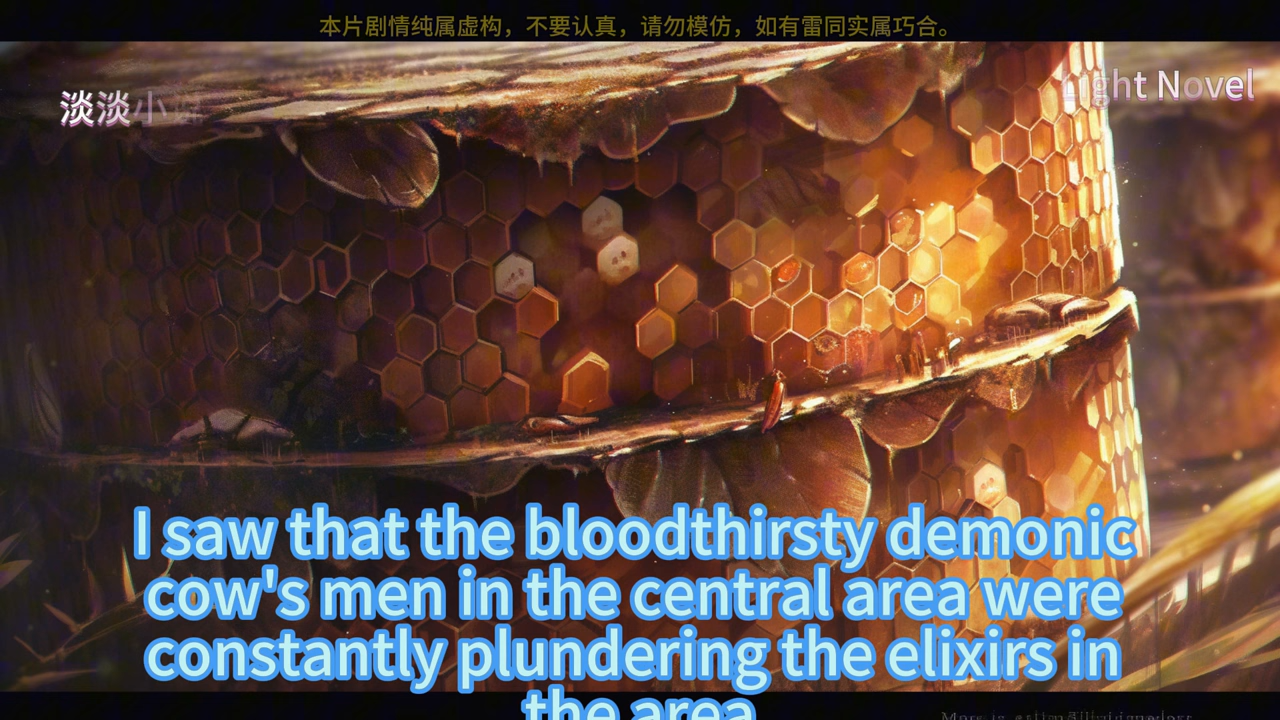 本片剧情纯属虚构，不要认真，请勿模仿，如有雷同实属巧合。
淡淡小
Light Novel
I saw that the bloodthirsty demonic
cow's men in the central area were
constantly plundering the elixirs in
the area